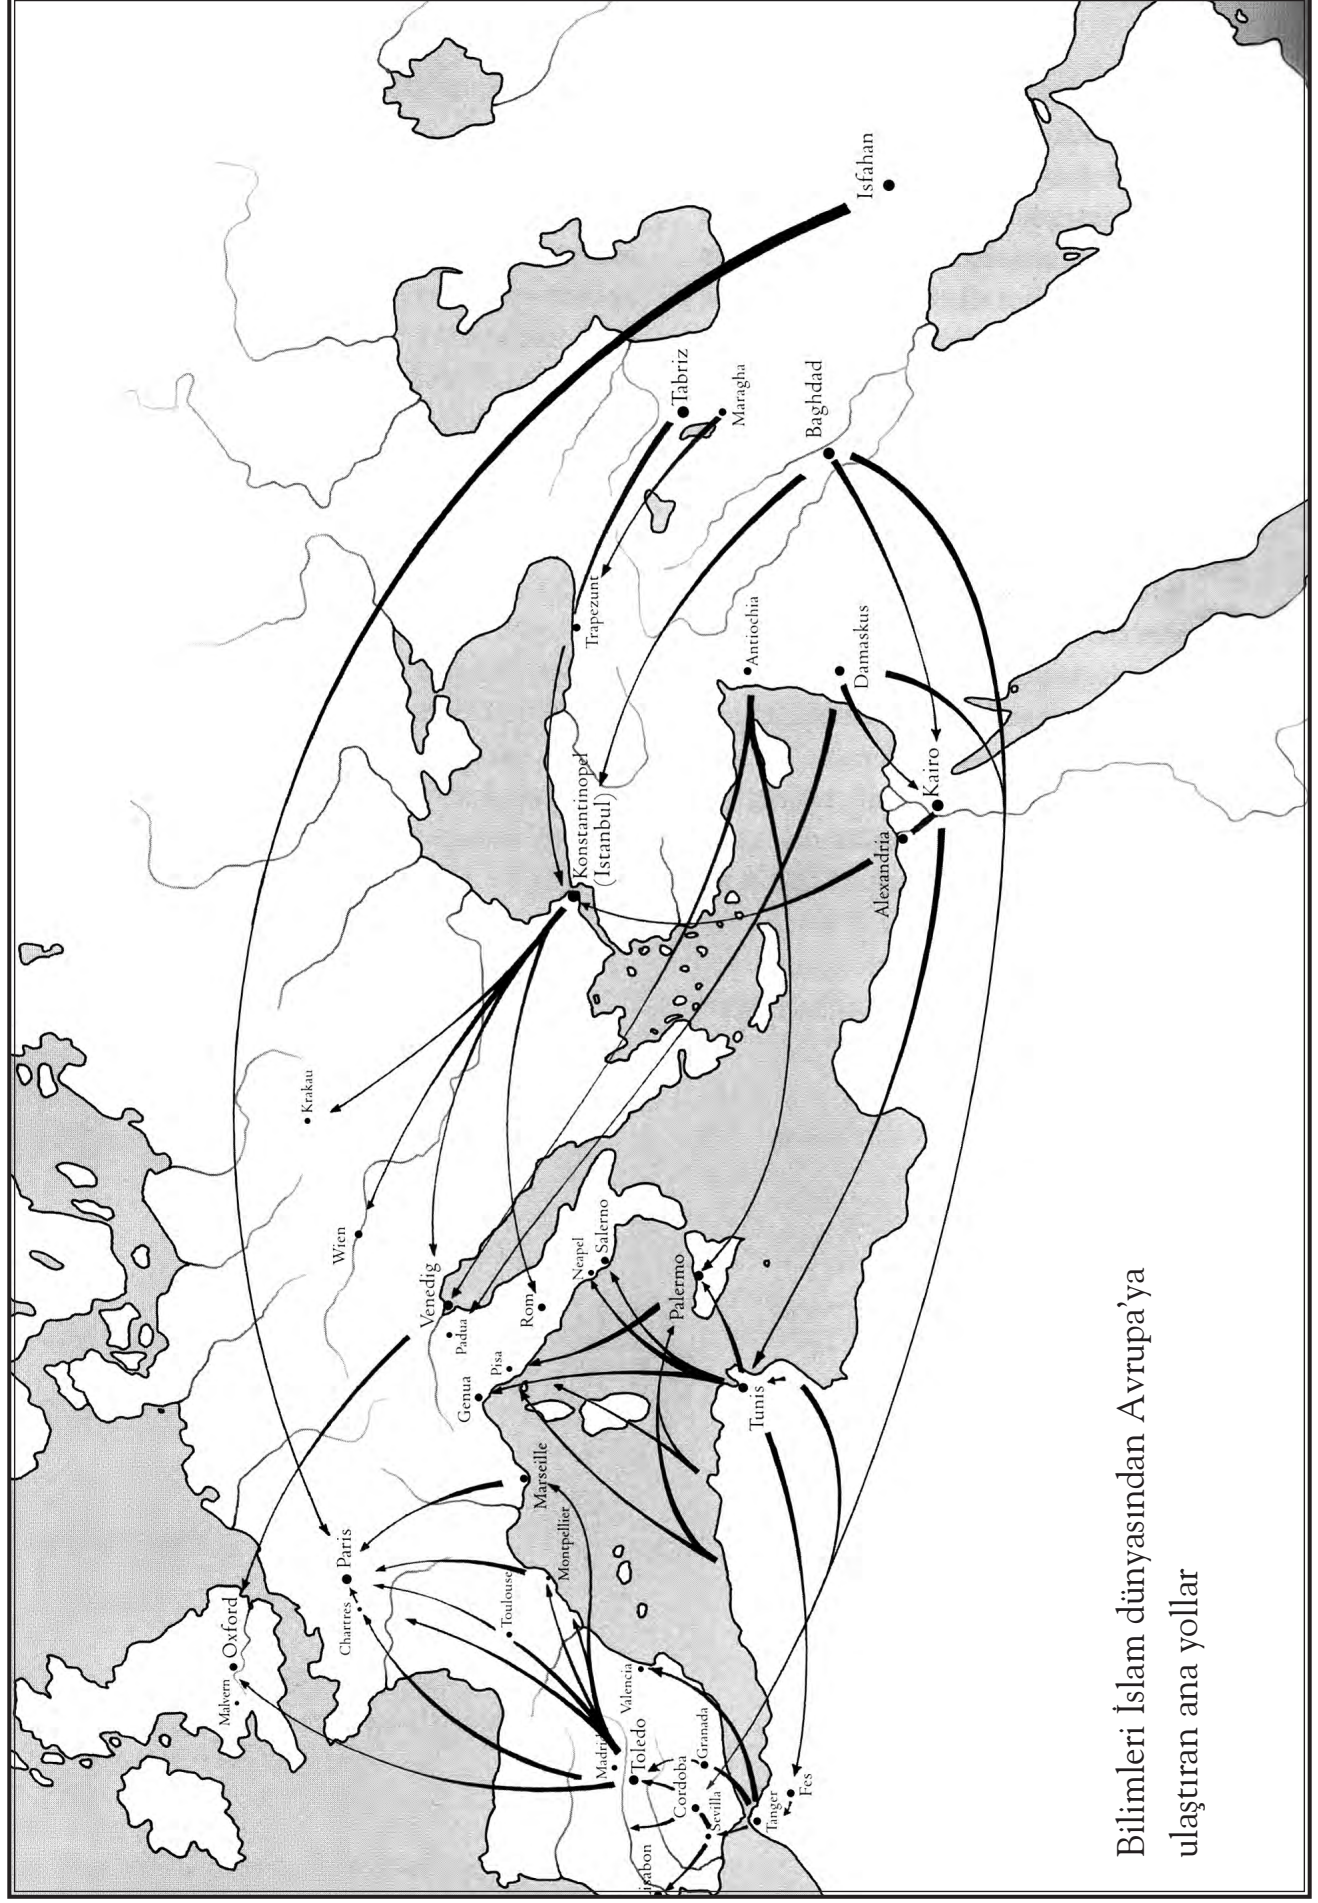 Isfahan
Tabriz
Maragha
Baghdad
Trapezunt
Antiochia
Damaskus
Konstantinopel
(Istanbul)
Kairo
Alexandria
Krakau
Wien
Venedig
Padua
Rom
Neapel
Salerno
Palermo
Pisa
Genua
Tunis
Marseille
Montpellier
Toulouse
Paris
Chartres
Oxford
Malvern
Valencia
Madrid
Toledo
Granada
Cordoba
Sevilla
Tanger
Fes
isabon
Bilimleri İslam dünyasından Avrupa'ya
ulaştıran ana yollar